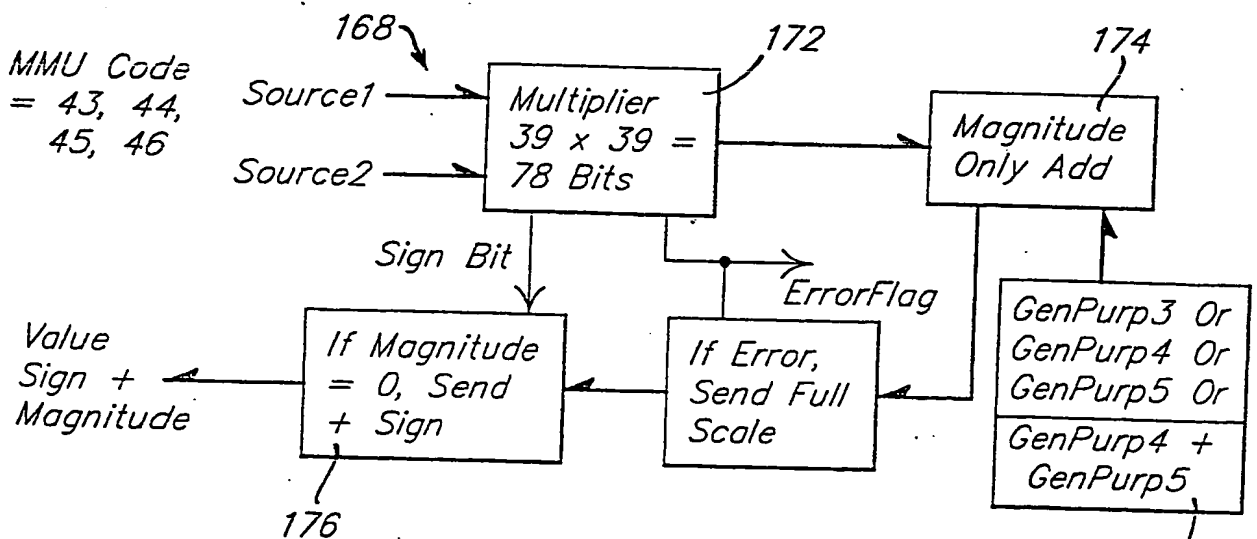 168
172
174
MMU Code
= 43, 44,
45, 46
Source1
Source2
Multiplier
39 x 39 =
78 Bits
Magnitude
Only Add
Sign Bit
ErrorFlag
Value
Sign +
Magnitude
If Magnitude
= 0, Send
+ Sign
If Error,
Send Full
Scale
GenPurp3 Or
GenPurp4 Or
GenPurp5 Or
GenPurp4 +
GenPurp5
176